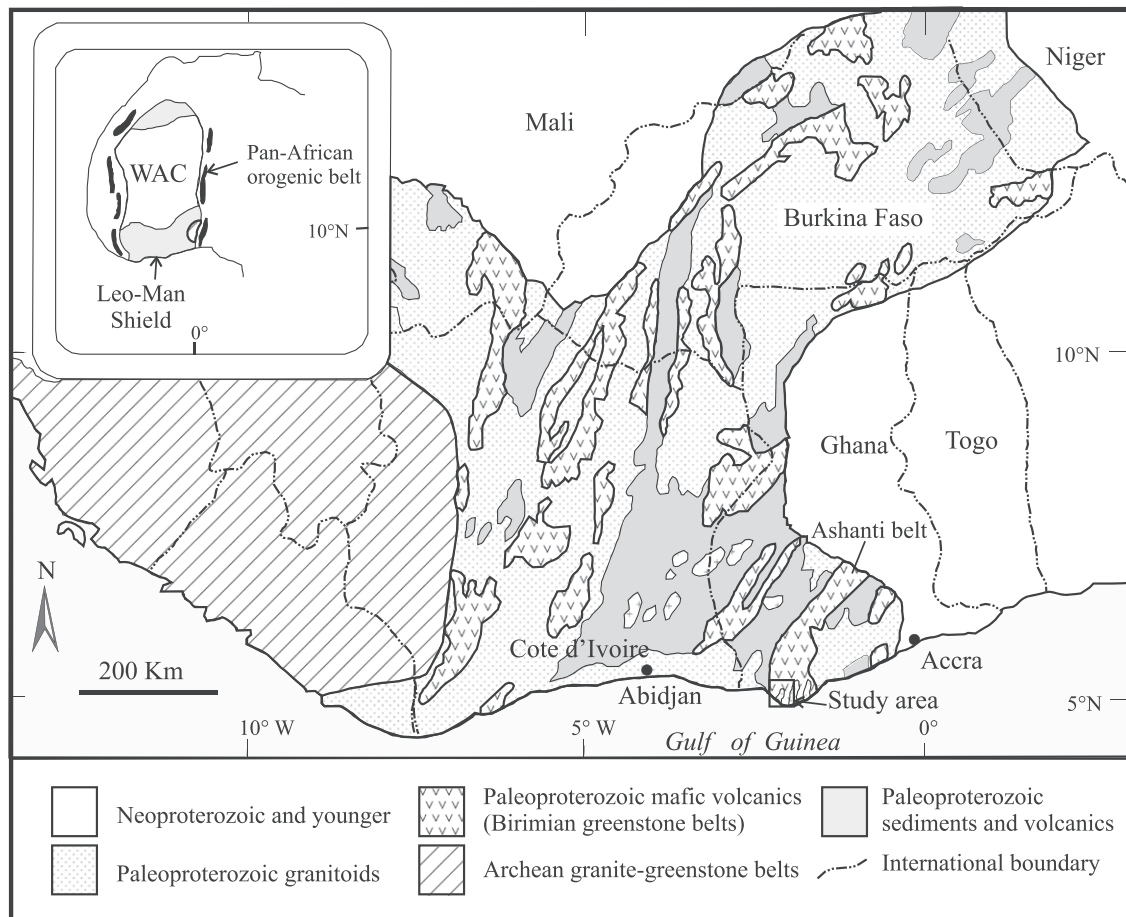 WAC
Pan-African
orogenic belt
10°N
Leo-Man
Shield
0°
Mali
Niger
Burkina Faso
10°N
Ghana
Togo
Ashanti belt
N
200 Km
Cote d'Ivoire
Abidjan
Accra
Study area
5°N
10° W
5°W
0°
Gulf of Guinea
Neoproterozoic and younger
Paleoproterozoic granitoids
Paleoproterozoic mafic volcanics
(Birimian greenstone belts)
Archean granite-greenstone belts
Paleoproterozoic
sediments and volcanics
International boundary